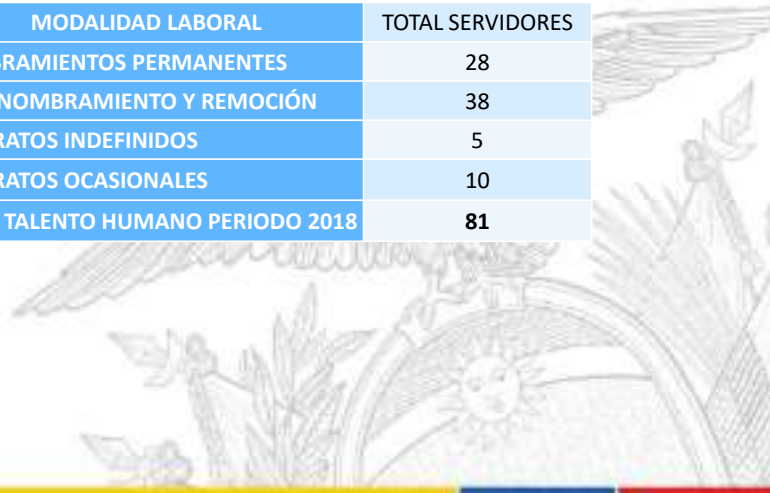 MODALIDAD LABORAL TOTAL SERVIDORES
BRAMIENTOS PERMANENTES 28
NOMBRAMIENTO Y REMOCIÓN 38
RATOS INDEFINIDOS 5
RATOS OCASIONALES 10
TALENTO HUMANO PERIODO 2018 81